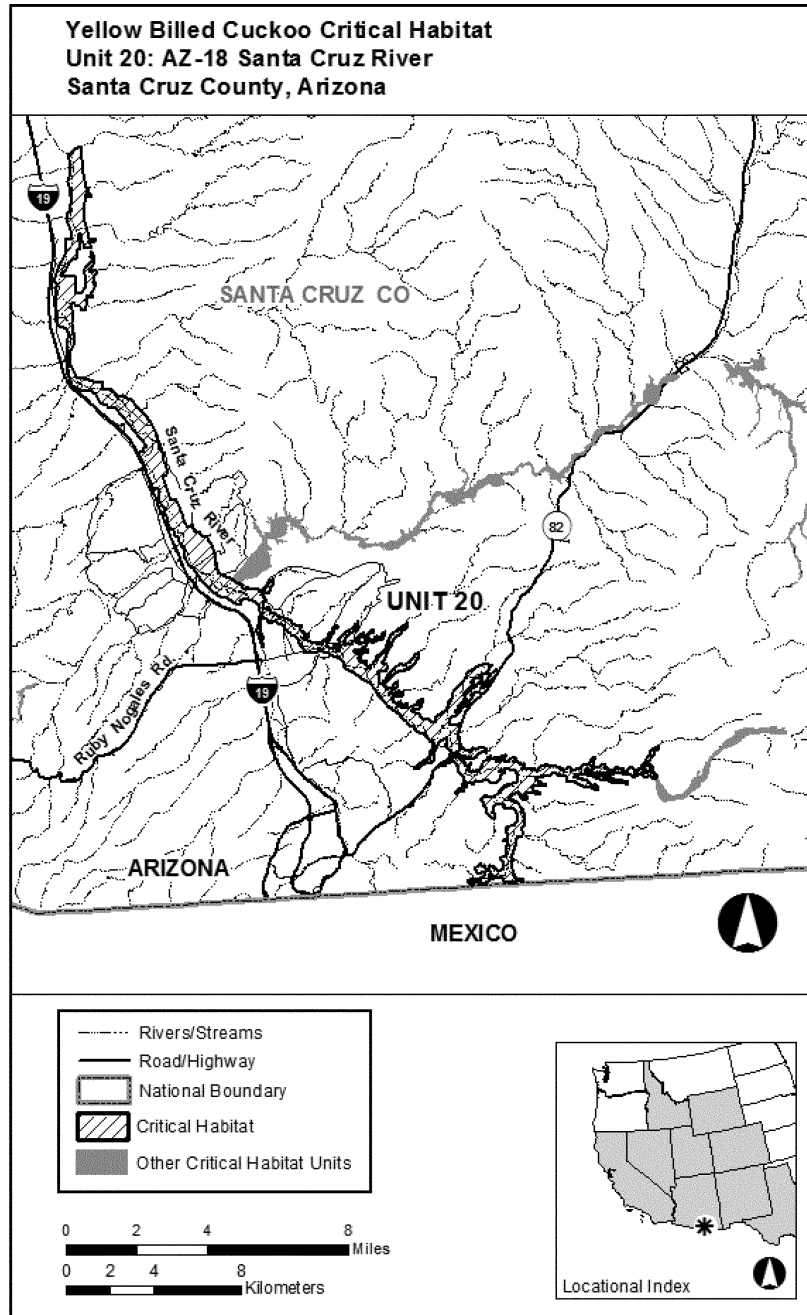 Yellow Billed Cuckoo Critical Habitat
Unit 20: AZ-18 Santa Cruz River
Santa Cruz County, Arizona
19
SANTA CRUZ CO
Santa Cruz River
82
UNIT 20
Ruby Nogales Rd.
19
ARIZONA
MEXICO
Rivers/Streams
Road/Highway
National Boundary
Critical Habitat
Other Critical Habitat Units
0 2 4 8
Miles
0 2 4 8
Kilometers
Locational Index